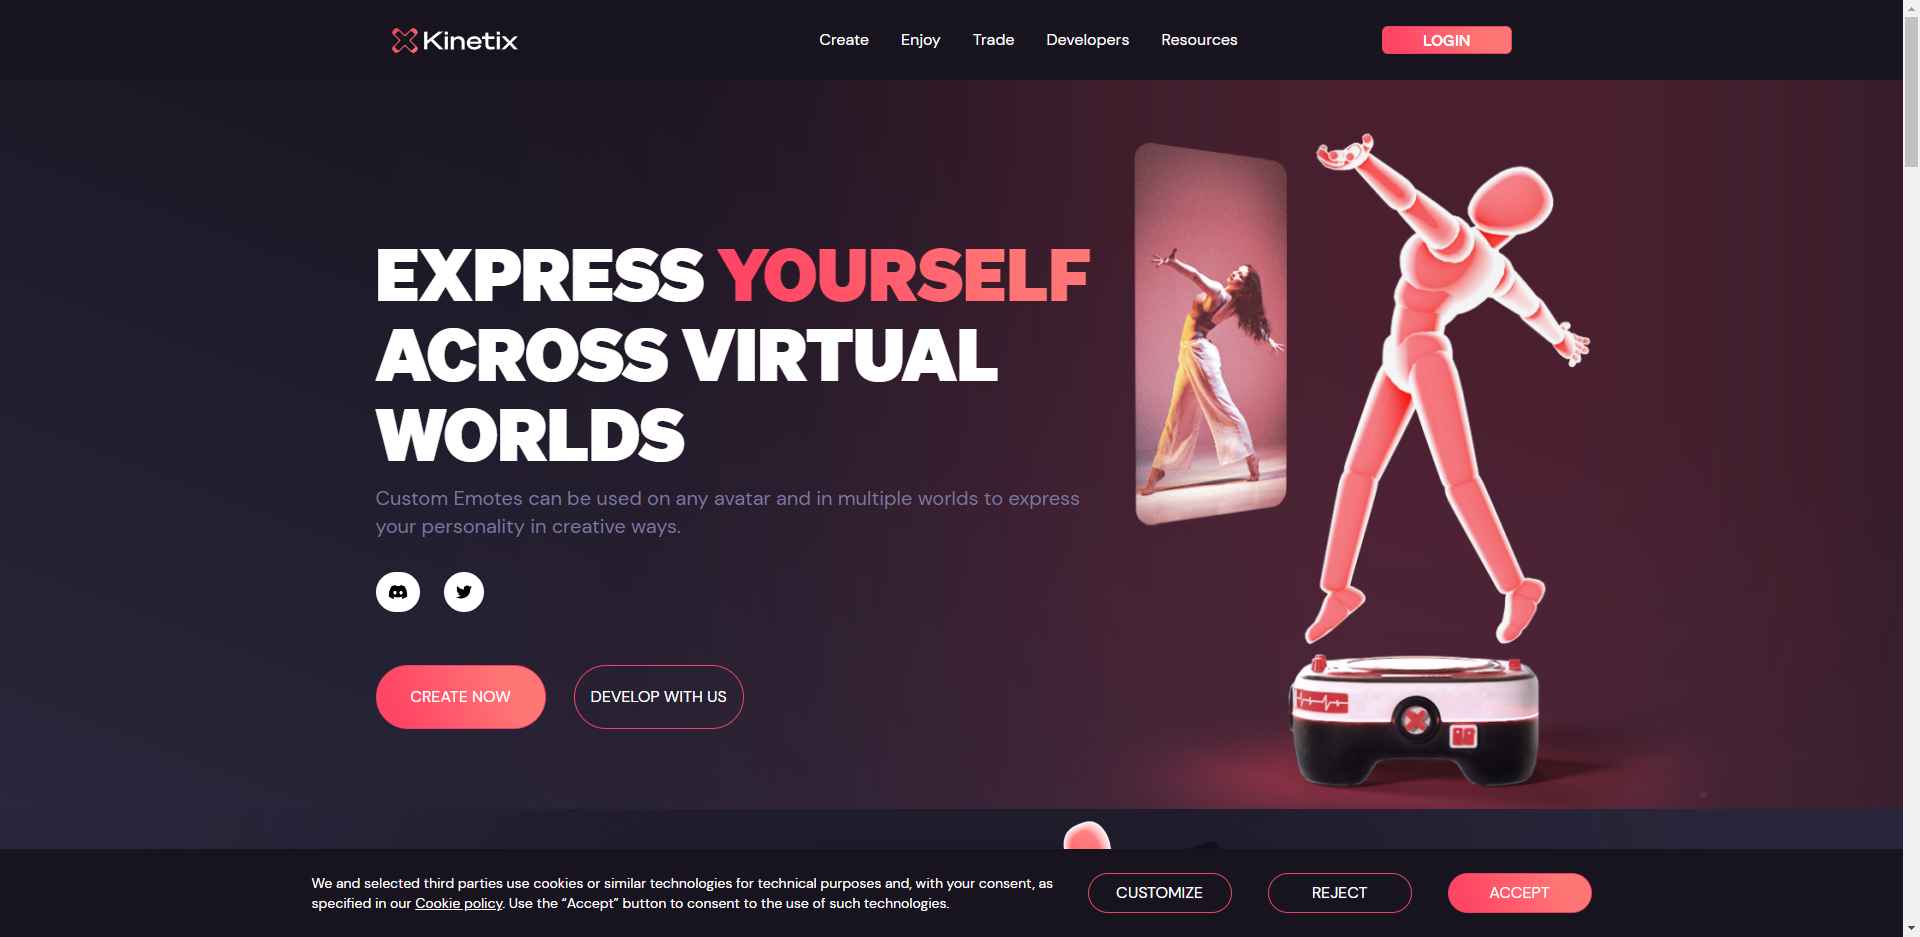 Kinetix
Create
Enjoy
Trade
Developers
Resources
LOGIN
EXPRESS YOURSELF
ACROSS VIRTUAL
WORLDS
Custom Emotes can be used on any avatar and in multiple worlds to express
your personality in creative ways.
CREATE NOW
DEVELOP WITH US
We and selected third parties use cookies or similar technologies for technical purposes and, with your consent, as
specified in our Cookie policy. Use the “Accept” button to consent to the use of such technologies.
CUSTOMIZE
REJECT
ACCEPT